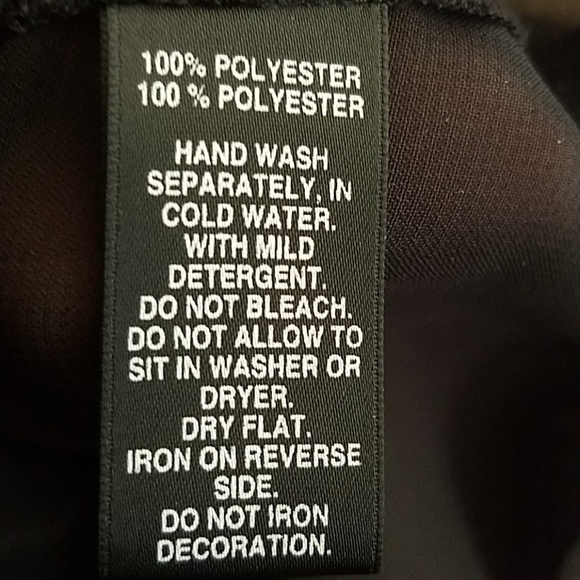 100% POLYESTER
100 % POLYESTER
HAND WASH
SEPARATELY, IN
COLD WATER.
WITH MILD
DETERGENT.
DO NOT BLEACH.
DO NOT ALLOW TO
SIT IN WASHER OR
DRYER.
DRY FLAT.
IRON ON REVERSE
SIDE.
DO NOT IRON
DECORATION.